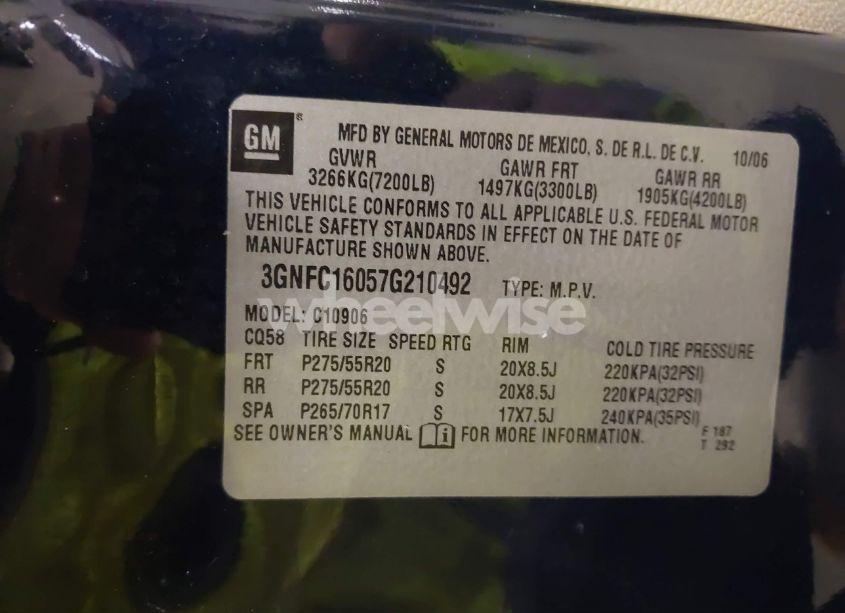 GM ®
MFD BY GENERAL MOTORS DE MEXICO, S. DE R.L. DE C.V. 10/06
GVWR GAWR FRT GAWR RR
3266KG(7200LB) 1497KG(3300LB) 1905KG(4200LB)
THIS VEHICLE CONFORMS TO ALL APPLICABLE U.S. FEDERAL MOTOR
VEHICLE SAFETY STANDARDS IN EFFECT ON THE DATE OF
MANUFACTURE SHOWN ABOVE.
3GNFC16057G210492 TYPE: M.P.V.
wheelwise
MODEL: C10906
CQ58 TIRE SIZE SPEED RTG RIM COLD TIRE PRESSURE
FRT P275/55R20 S 20X8.5J 220KPA(32PSI)
RR P275/55R20 S 20X8.5J 220KPA(32PSI)
SPA P265/70R17 S 17X7.5J 240KPA(35PSI)
SEE OWNER'S MANUAL i FOR MORE INFORMATION. F 187
T 292